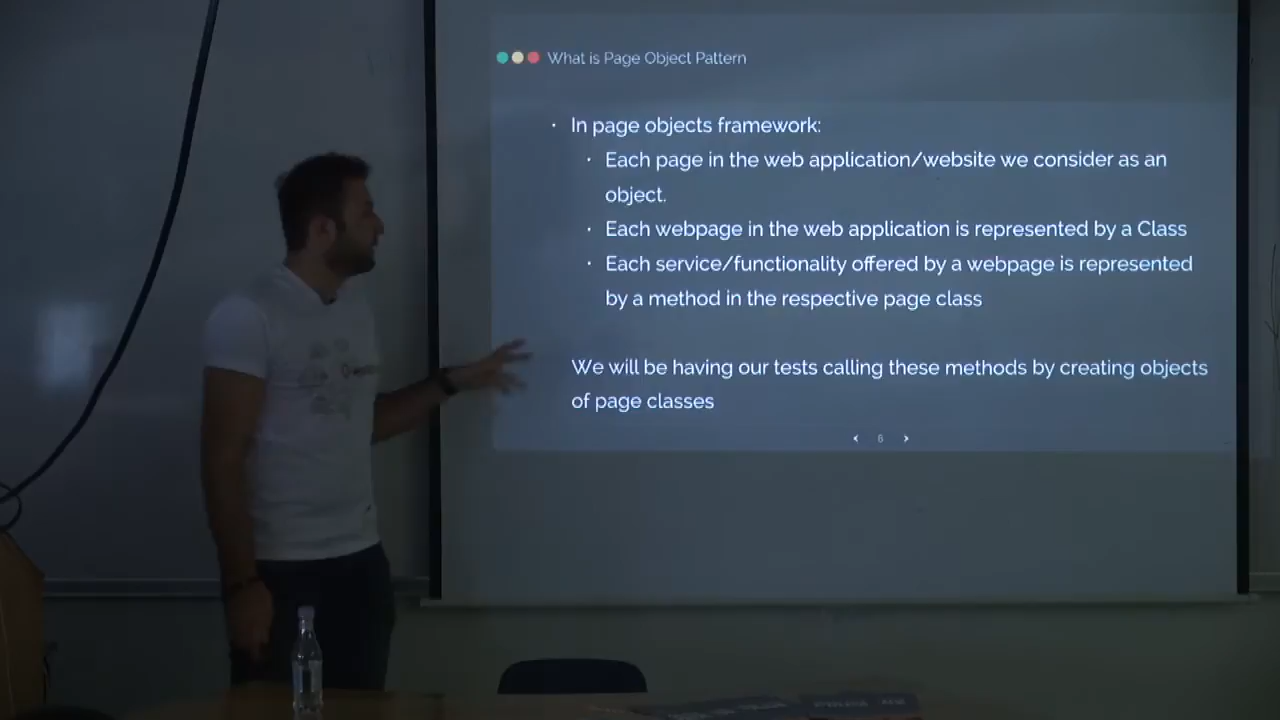 What is Page Object Pattern
• In page objects framework:
• Each page in the web application/website we consider as an
object.
• Each webpage in the web application is represented by a Class
• Each service/functionality offered by a webpage is represented
by a method in the respective page class
We will be having our tests calling these methods by creating objects
of page classes
6